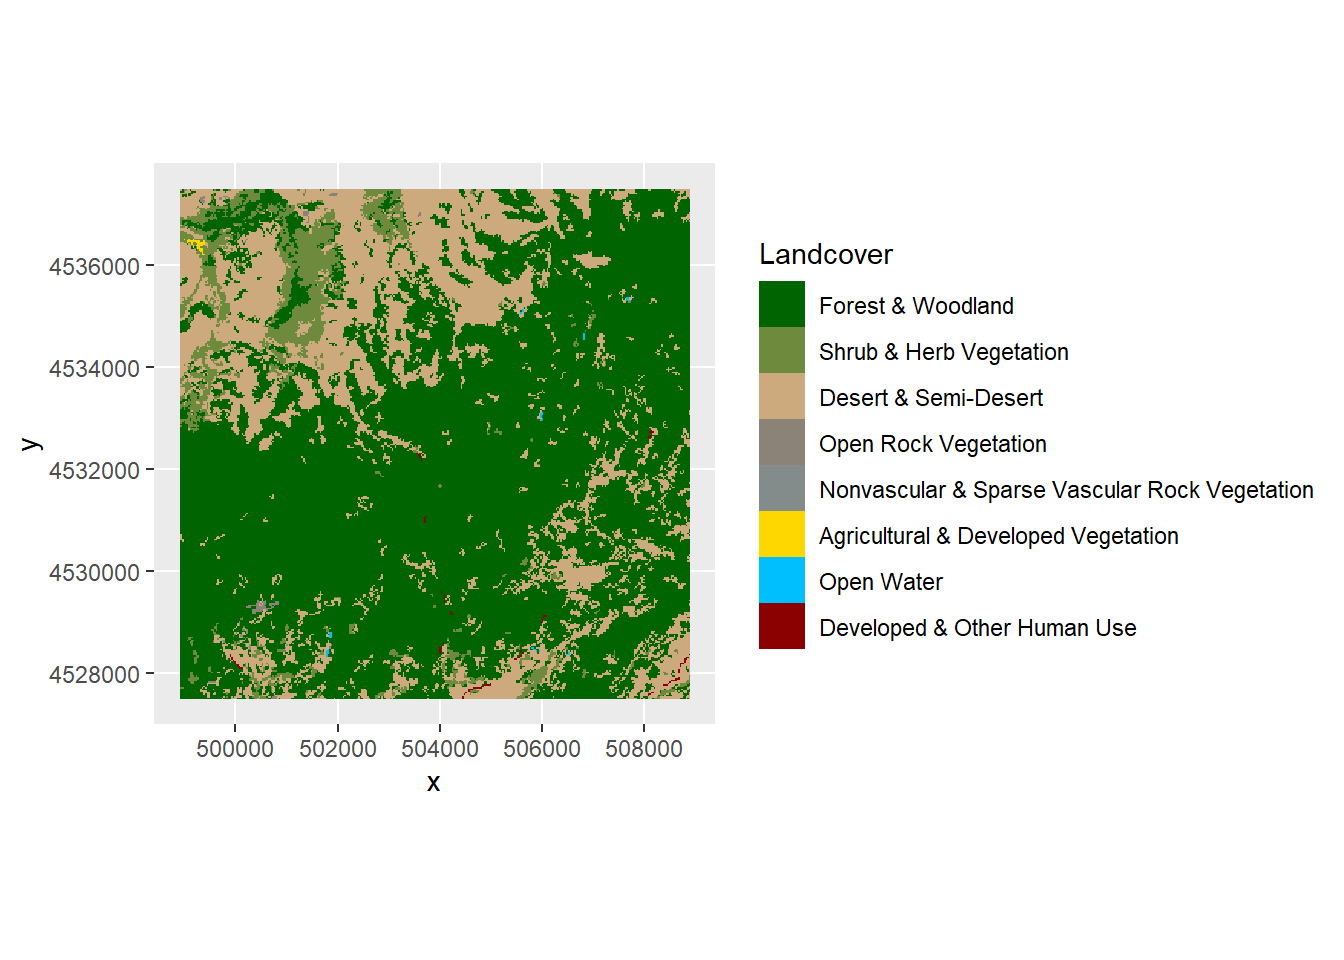 Landcover
Forest & Woodland
Shrub & Herb Vegetation
Desert & Semi-Desert
Open Rock Vegetation
Nonvascular & Sparse Vascular Rock Vegetation
Agricultural & Developed Vegetation
Open Water
Developed & Other Human Use
y
4536000
4534000
4532000
4530000
4528000
500000 502000 504000 506000 508000
x